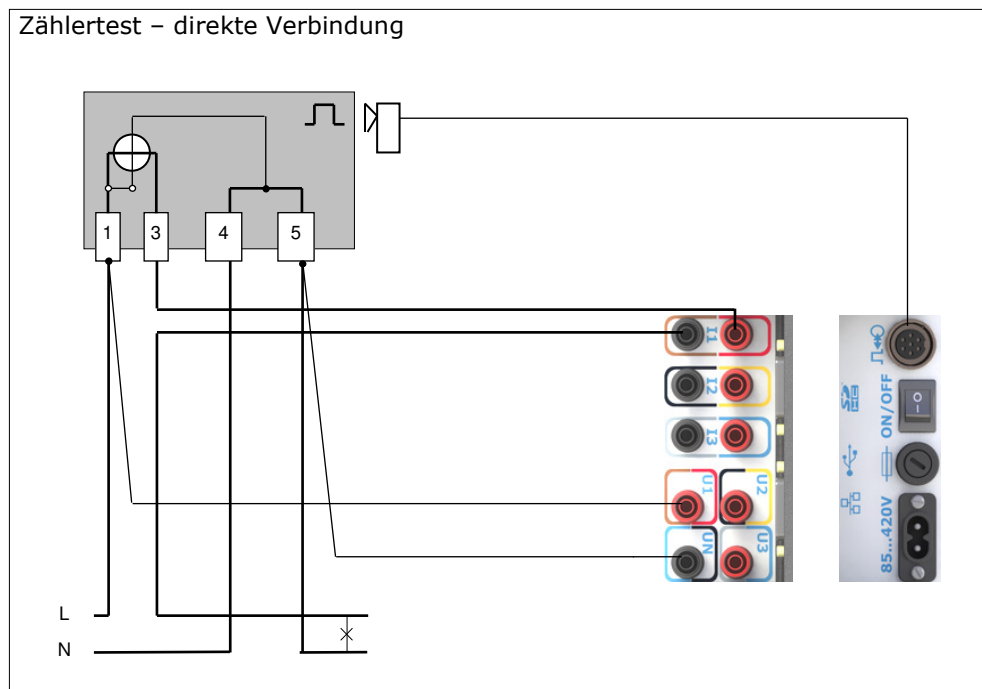 Zählertest – direkte Verbindung
1 3 4 5
I1
I2
I3
U1 U2
UN U3
ON/OFF
O
I
85...420V
L
N